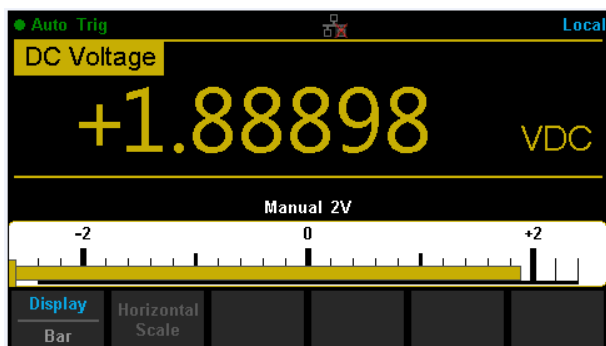 Auto Trig
Local
DC Voltage
+1.88898 VDC
Manual 2V
-2 0 +2
Display
Bar
Horizontal
Scale